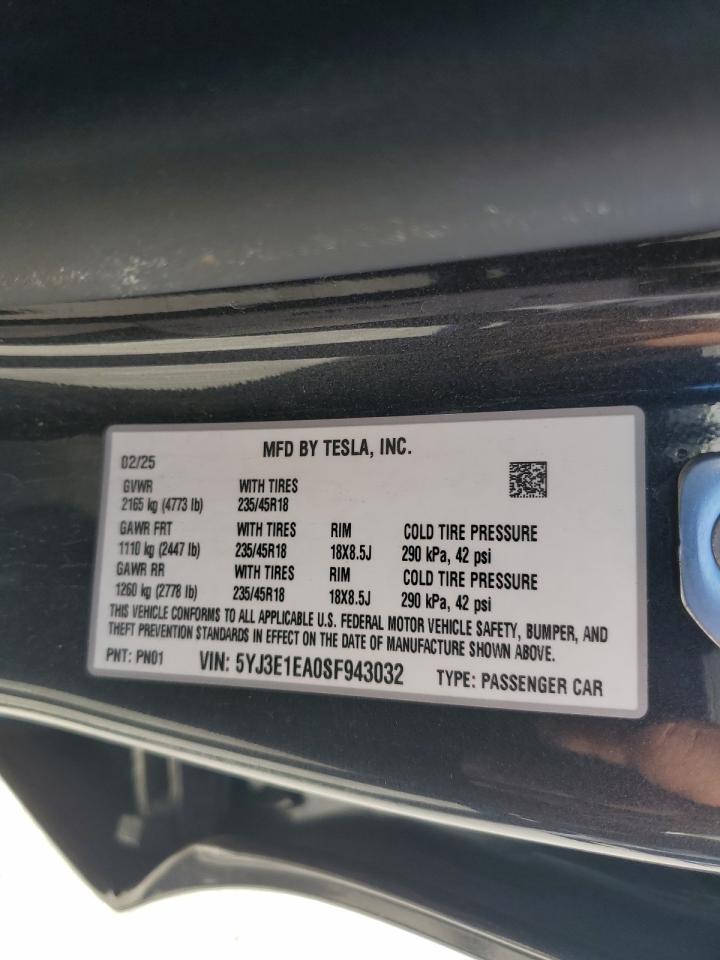 MFD BY TESLA, INC.
02/25
GVWR WITH TIRES
2165 kg (4773 lb) 235/45R18
GAWR FRT WITH TIRES RIM COLD TIRE PRESSURE
1110 kg (2447 lb) 235/45R18 18X8.5J 290 kPa, 42 psi
GAWR RR WITH TIRES RIM COLD TIRE PRESSURE
1260 kg (2778 lb) 235/45R18 18X8.5J 290 kPa, 42 psi
THIS VEHICLE CONFORMS TO ALL APPLICABLE U.S. FEDERAL MOTOR VEHICLE SAFETY, BUMPER, AND
THEFT PREVENTION STANDARDS IN EFFECT ON THE DATE OF MANUFACTURE SHOWN ABOVE.
PNT: PN01 VIN: 5YJ3E1EA0SF943032 TYPE: PASSENGER CAR